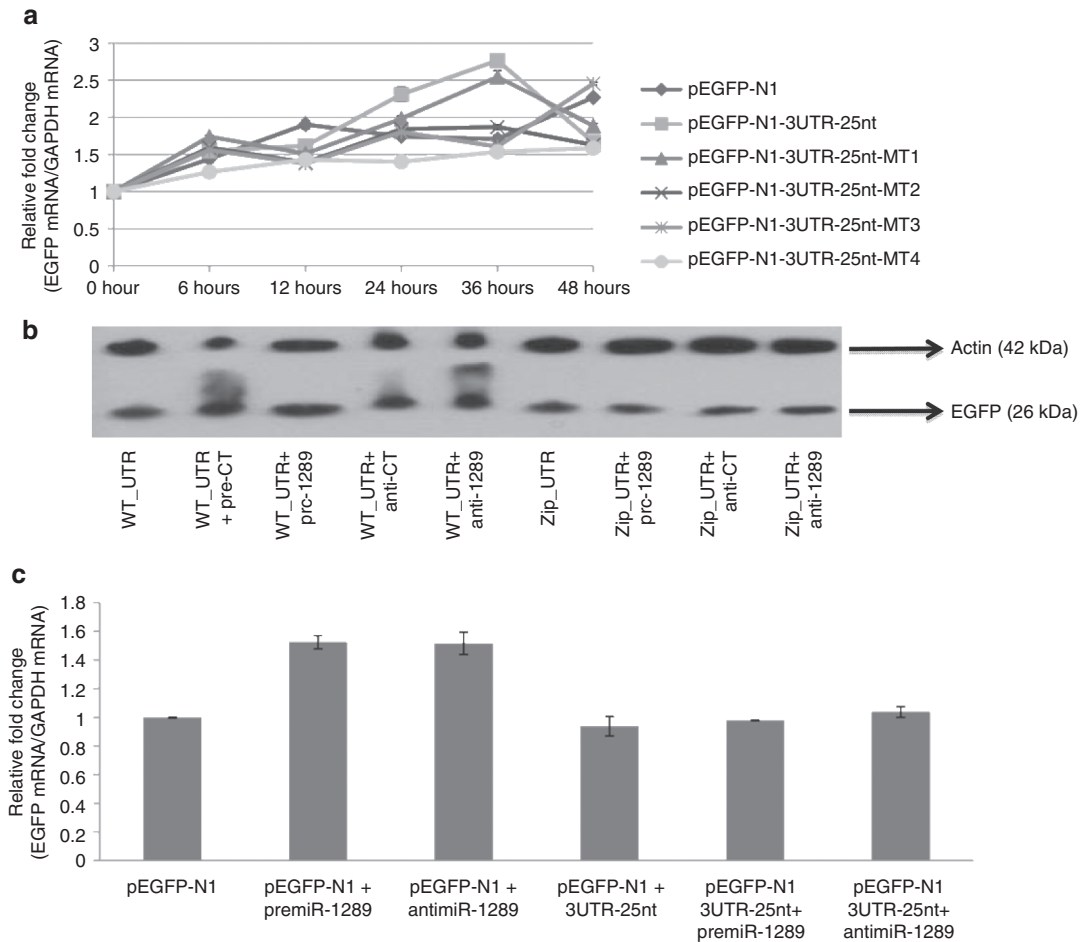 a
Relative fold change
(EGFP mRNA/GAPDH mRNA)
3
2.5
2
1.5
1
0.5
0
0 hour
6 hours
12 hours
24 hours
36 hours
48 hours
pEGFP-N1
pEGFP-N1-3UTR-25nt
pEGFP-N1-3UTR-25nt-MT1
pEGFP-N1-3UTR-25nt-MT2
pEGFP-N1-3UTR-25nt-MT3
pEGFP-N1-3UTR-25nt-MT4
b
Actin (42 kDa)
EGFP (26 kDa)
WT_UTR
WT_UTR
+ pre-CT
WT_UTR+
prc-1289
WT_UTR+
anti-CT
WT_UTR+
anti-1289
Zip_UTR
Zip_UTR+
prc-1289
Zip_UTR+
anti-CT
Zip_UTR+
anti-1289
c
Relative fold change
(EGFP mRNA/GAPDH mRNA)
1.8
1.6
1.4
1.2
1
0.8
0.6
0.4
0.2
0
pEGFP-N1
pEGFP-N1 +
premiR-1289
pEGFP-N1 +
antimiR-1289
pEGFP-N1 +
3UTR-25nt
pEGFP-N1
3UTR-25nt+
premiR-1289
pEGFP-N1
3UTR-25nt+
antimiR-1289